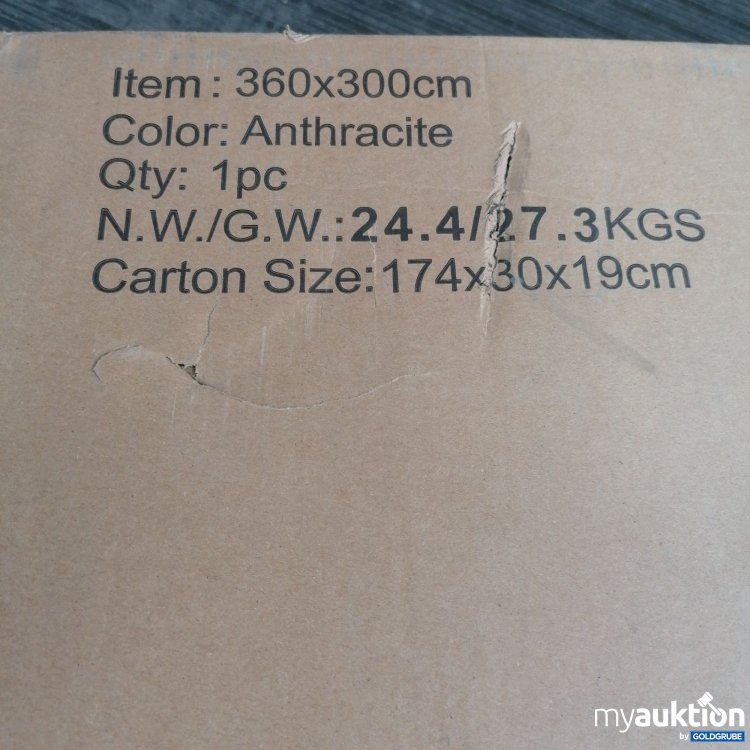 Item : 360x300cm
Color: Anthracite
Qty: 1pc
N.W./G.W.:24.4/27.3KGS
Carton Size:174x30x19cm
myauktion
by GOLDGRUBE